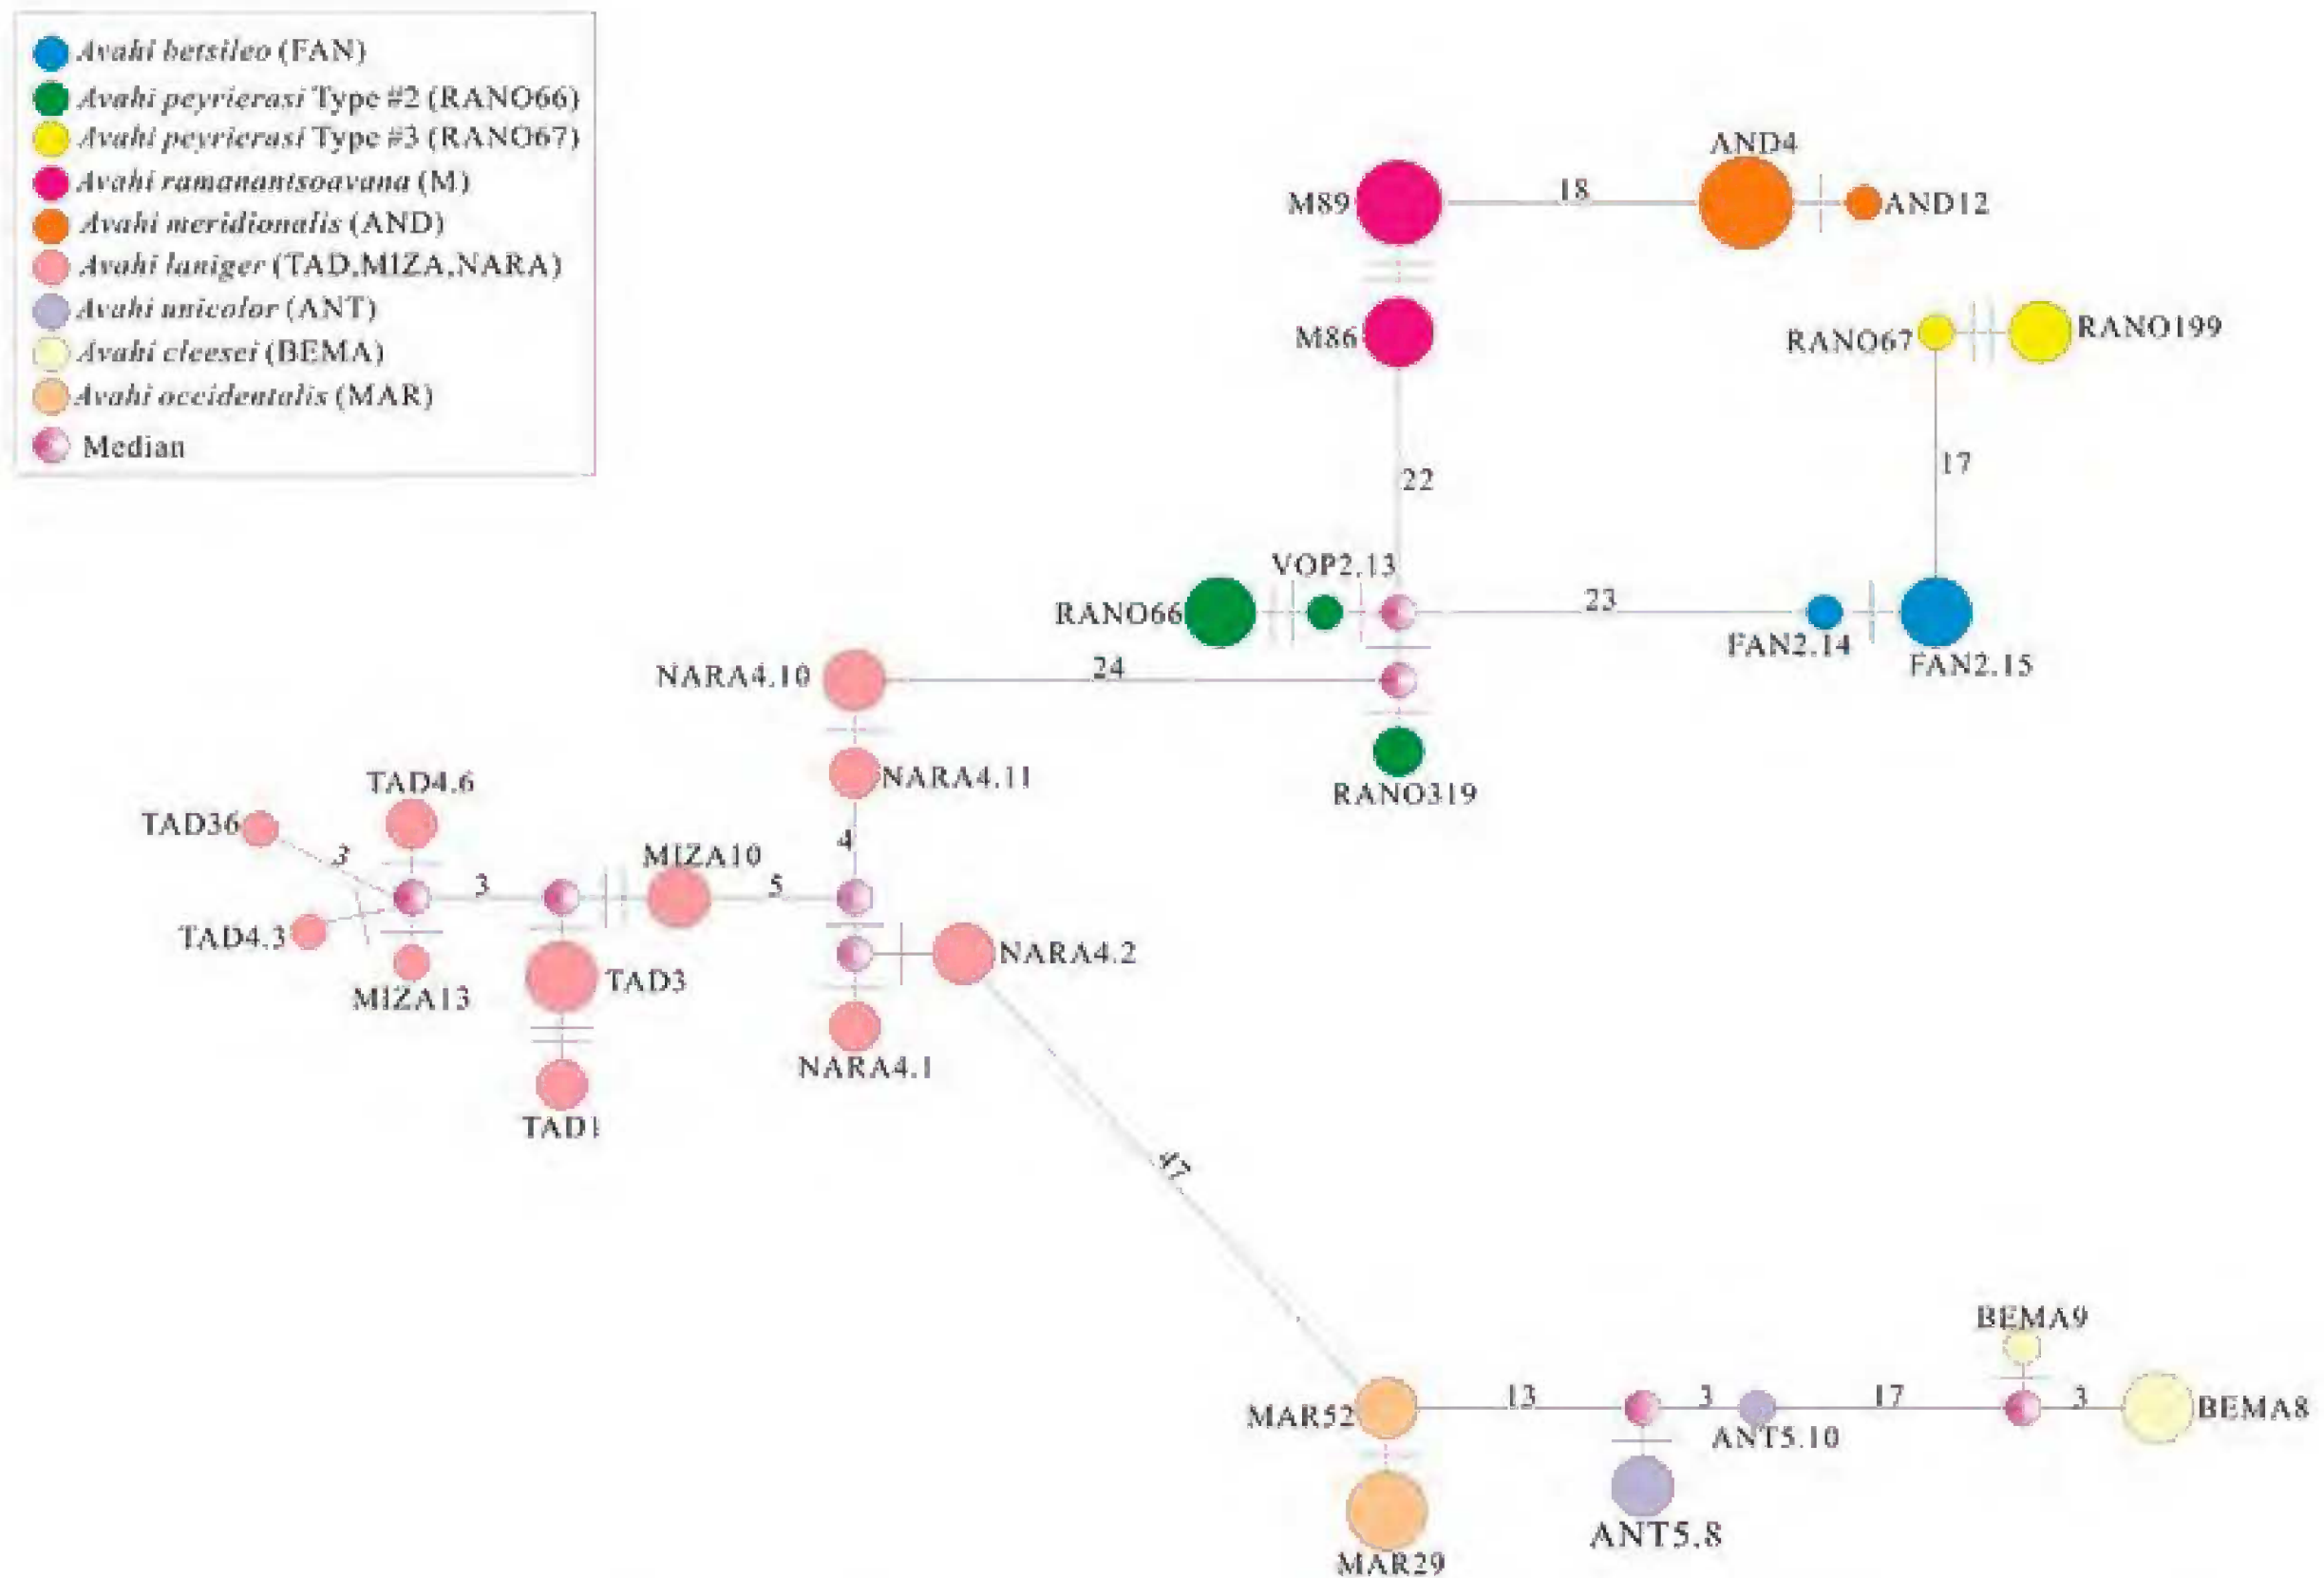 Avahi betsileo (FAN)
Avahi peyrierasi Type #2 (RANO66)
Avahi peyrierasi Type #3 (RANO67)
Avahi ramanantsoavana (M)
Avahi meridionalis (AND)
Avahi laniger (TAD,MIZA,NARA)
Avahi unicolor (ANT)
Avahi cleesei (BEMA)
Avahi occidentalis (MAR)
Median
AND4
M89
18
AND12
M86
RANO67
RANO199
22
17
VOP2.13
RANO66
23
FAN2.14
FAN2.15
NARA4.10
24
NARA4.11
RANO319
TAD4.6
TAD36
3
4
MIZA10
3
5
TAD4.3
MIZA13
TAD3
NARA4.2
NARA4.1
TAD1
47
BEMA9
MAR52
13
3
17
3
BEMA8
ANT5.10
ANT5.8
MAR29